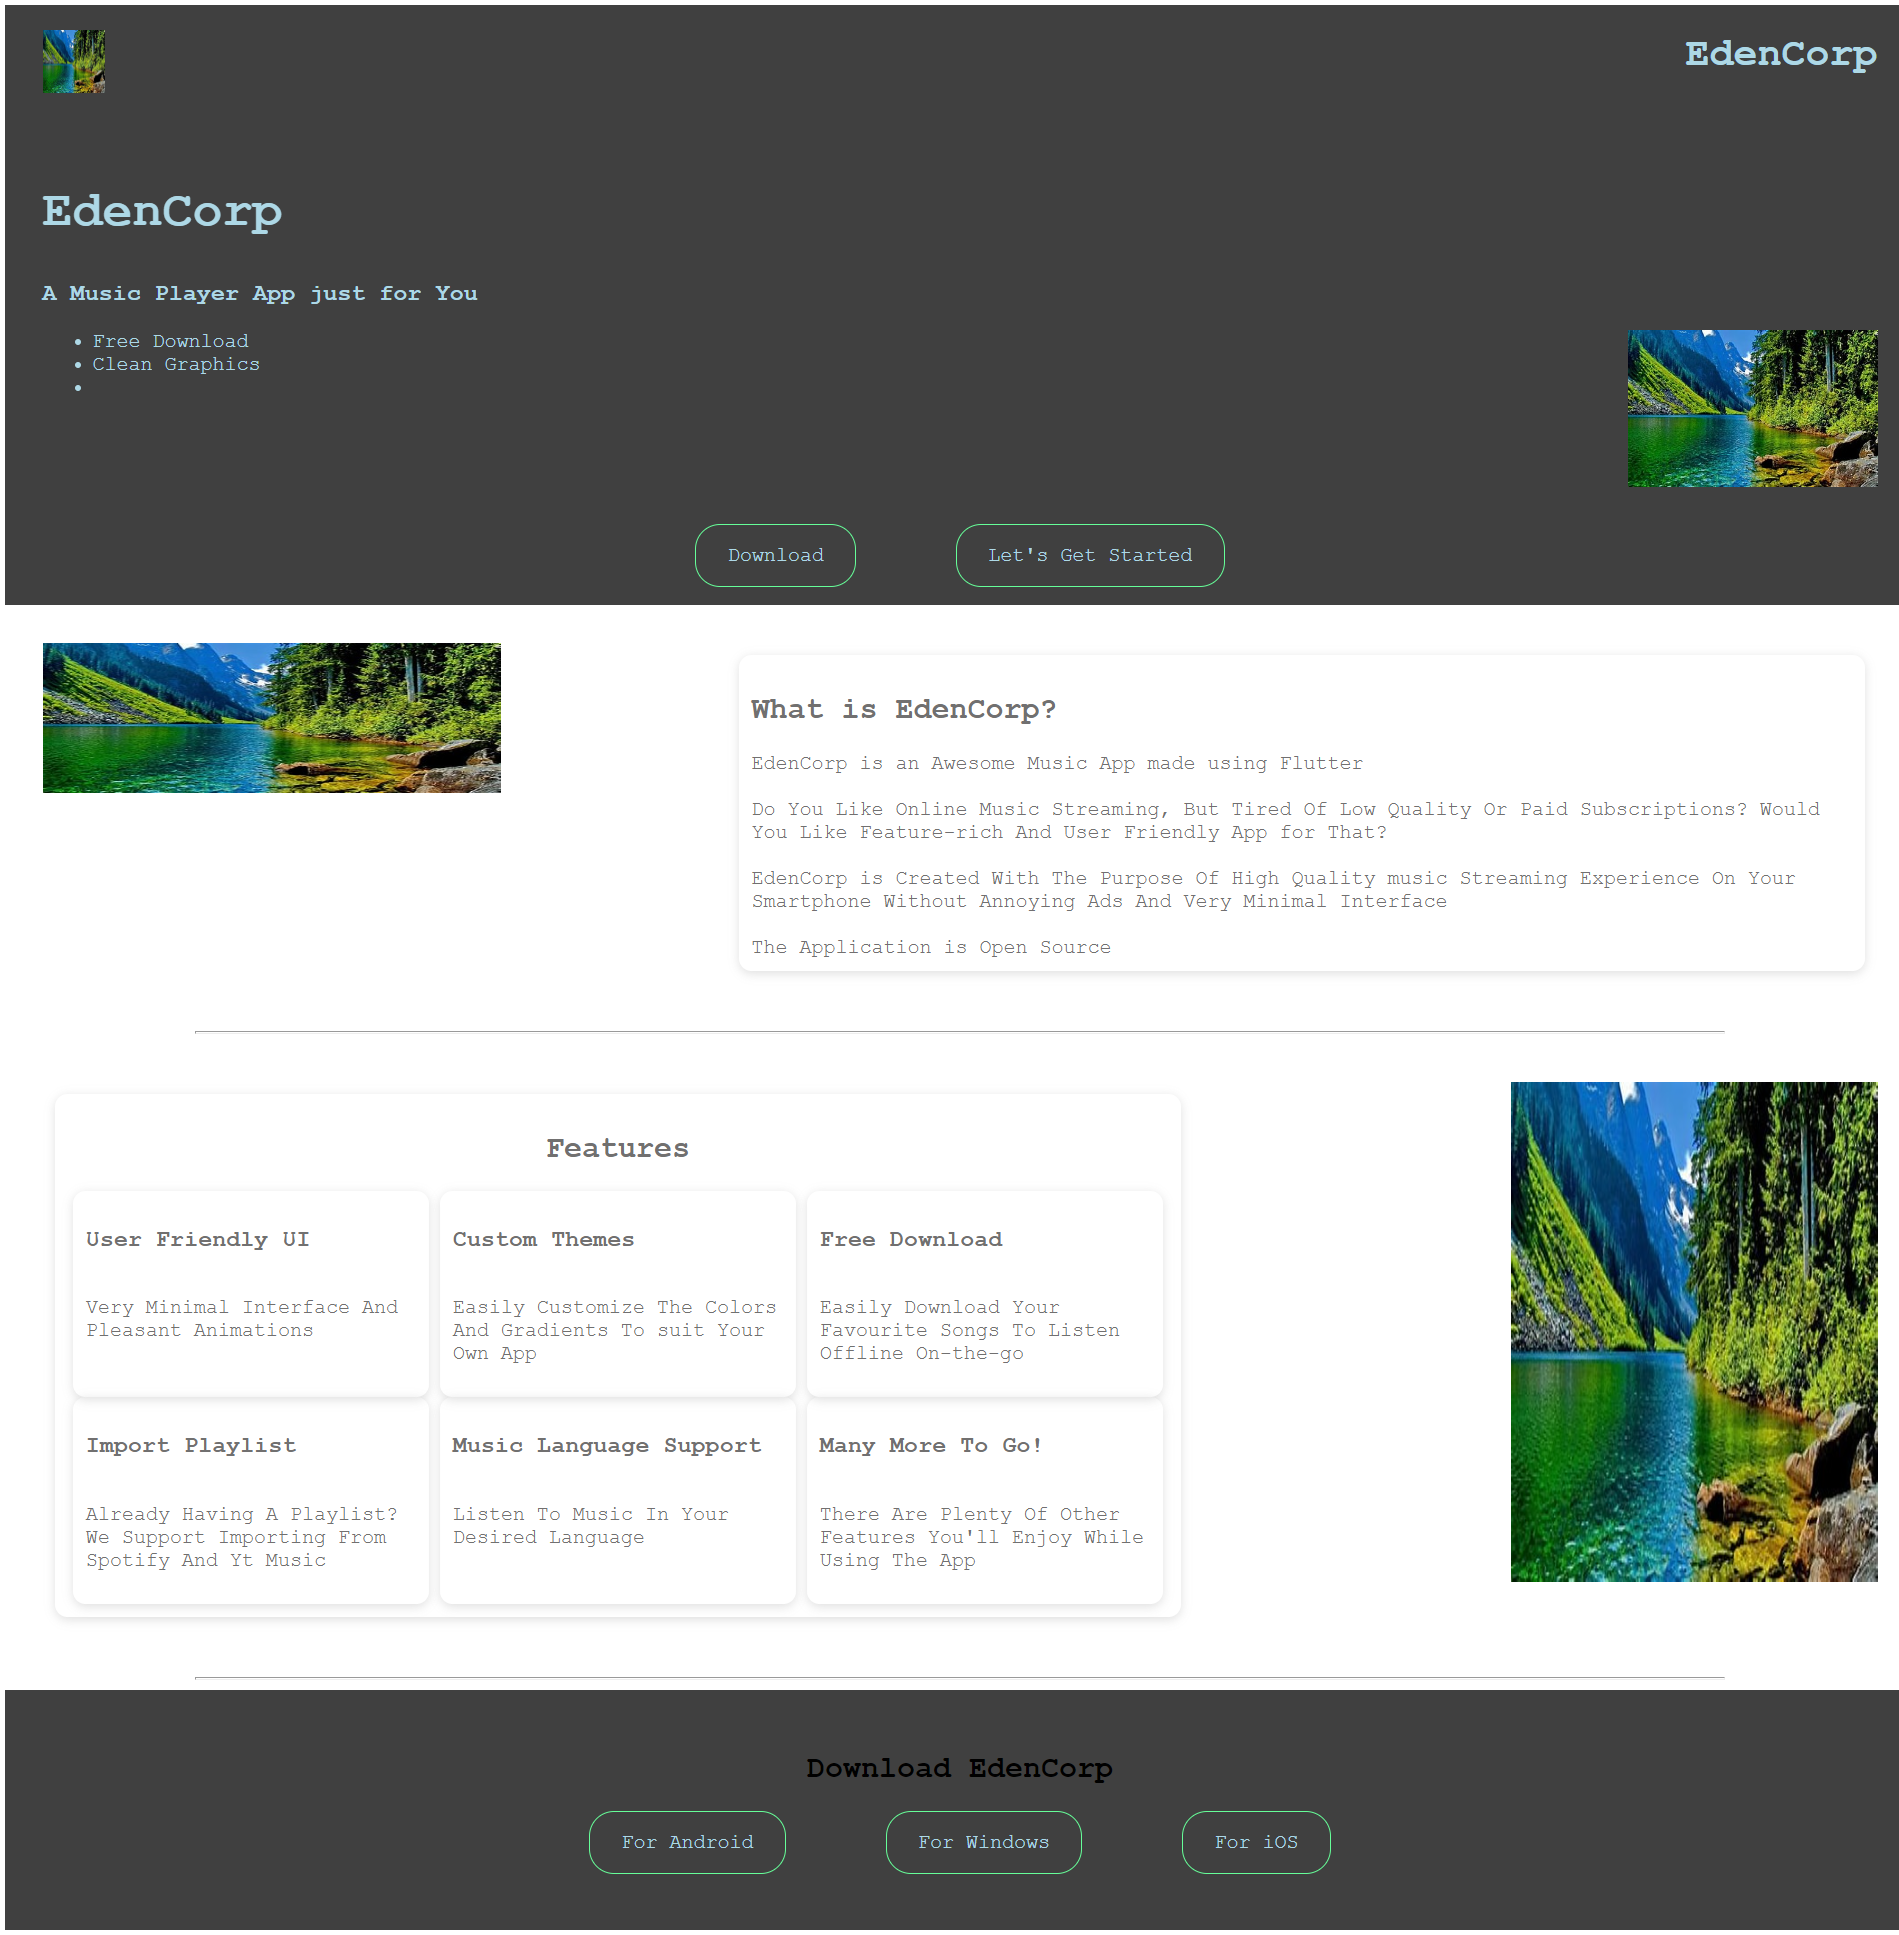 EdenCorp
EdenCorp
A Music Player App just for You
Free Download
Clean Graphics
Download
Let's Get Started
What is EdenCorp?
EdenCorp is an Awesome Music App made using Flutter
Do You Like Online Music Streaming, But Tired Of Low Quality Or Paid Subscriptions? Would
You Like Feature-rich And User Friendly App for That?
EdenCorp is Created With The Purpose Of High Quality music Streaming Experience On Your
Smartphone Without Annoying Ads And Very Minimal Interface
The Application is Open Source
Features
User Friendly UI
Very Minimal Interface And
Pleasant Animations
Custom Themes
Easily Customize The Colors
And Gradients To suit Your
Own App
Free Download
Easily Download Your
Favourite Songs To Listen
Offline On-the-go
Import Playlist
Already Having A Playlist?
We Support Importing From
Spotify And Yt Music
Music Language Support
Listen To Music In Your
Desired Language
Many More To Go!
There Are Plenty Of Other
Features You'll Enjoy While
Using The App
Download EdenCorp
For Android
For Windows
For iOS